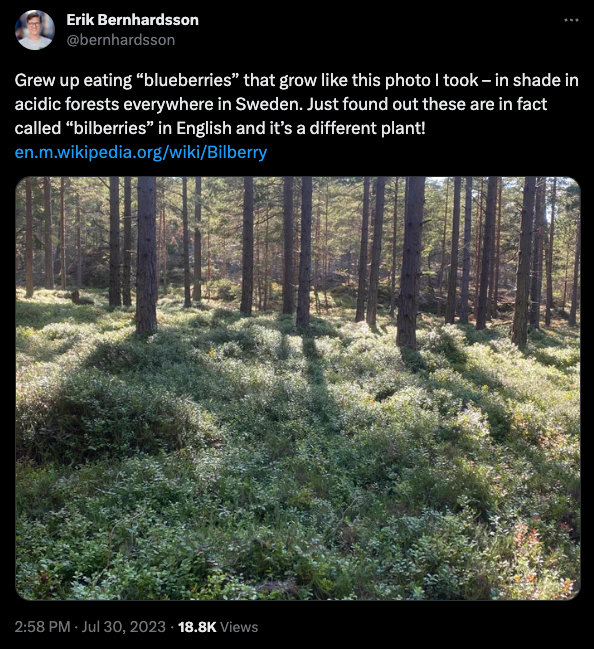 Erik Bernhardsson
@bernhardsson
Grew up eating “blueberries” that grow like this photo I took – in shade in
acidic forests everywhere in Sweden. Just found out these are in fact
called “bilberries” in English and it’s a different plant!
en.m.wikipedia.org/wiki/Bilberry
2:58 PM · Jul 30, 2023 · 18.8K Views